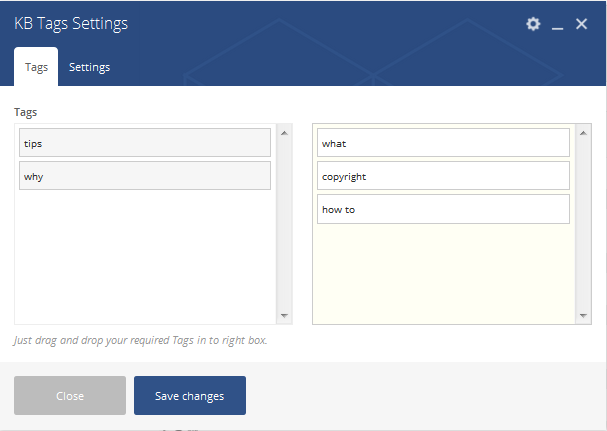 KB Tags Settings
Tags
Settings
Tags
tips
why
what
copyright
how to
Just drag and drop your required Tags in to right box.
Close
Save changes